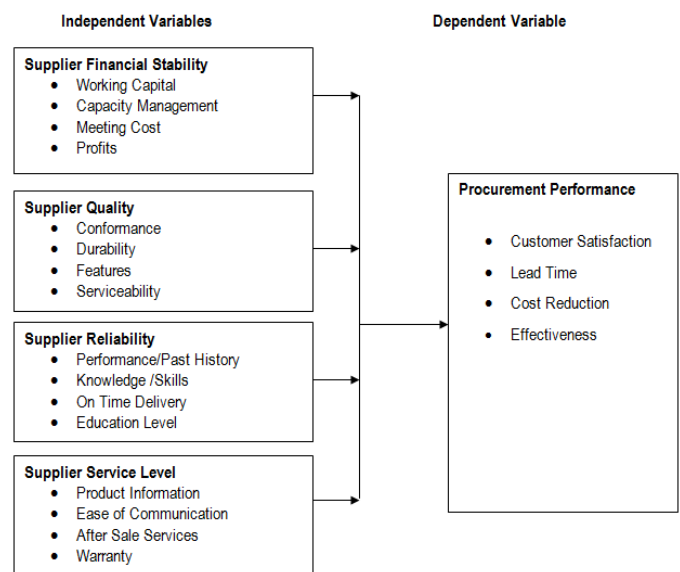 Independent Variables
Dependent Variable
Supplier Financial Stability
• Working Capital
• Capacity Management
• Meeting Cost
• Profits
Supplier Quality
• Conformance
• Durability
• Features
• Serviceability
Supplier Reliability
• Performance/Past History
• Knowledge /Skills
• On Time Delivery
• Education Level
Supplier Service Level
• Product Information
• Ease of Communication
• After Sale Services
• Warranty
Procurement Performance
• Customer Satisfaction
• Lead Time
• Cost Reduction
• Effectiveness